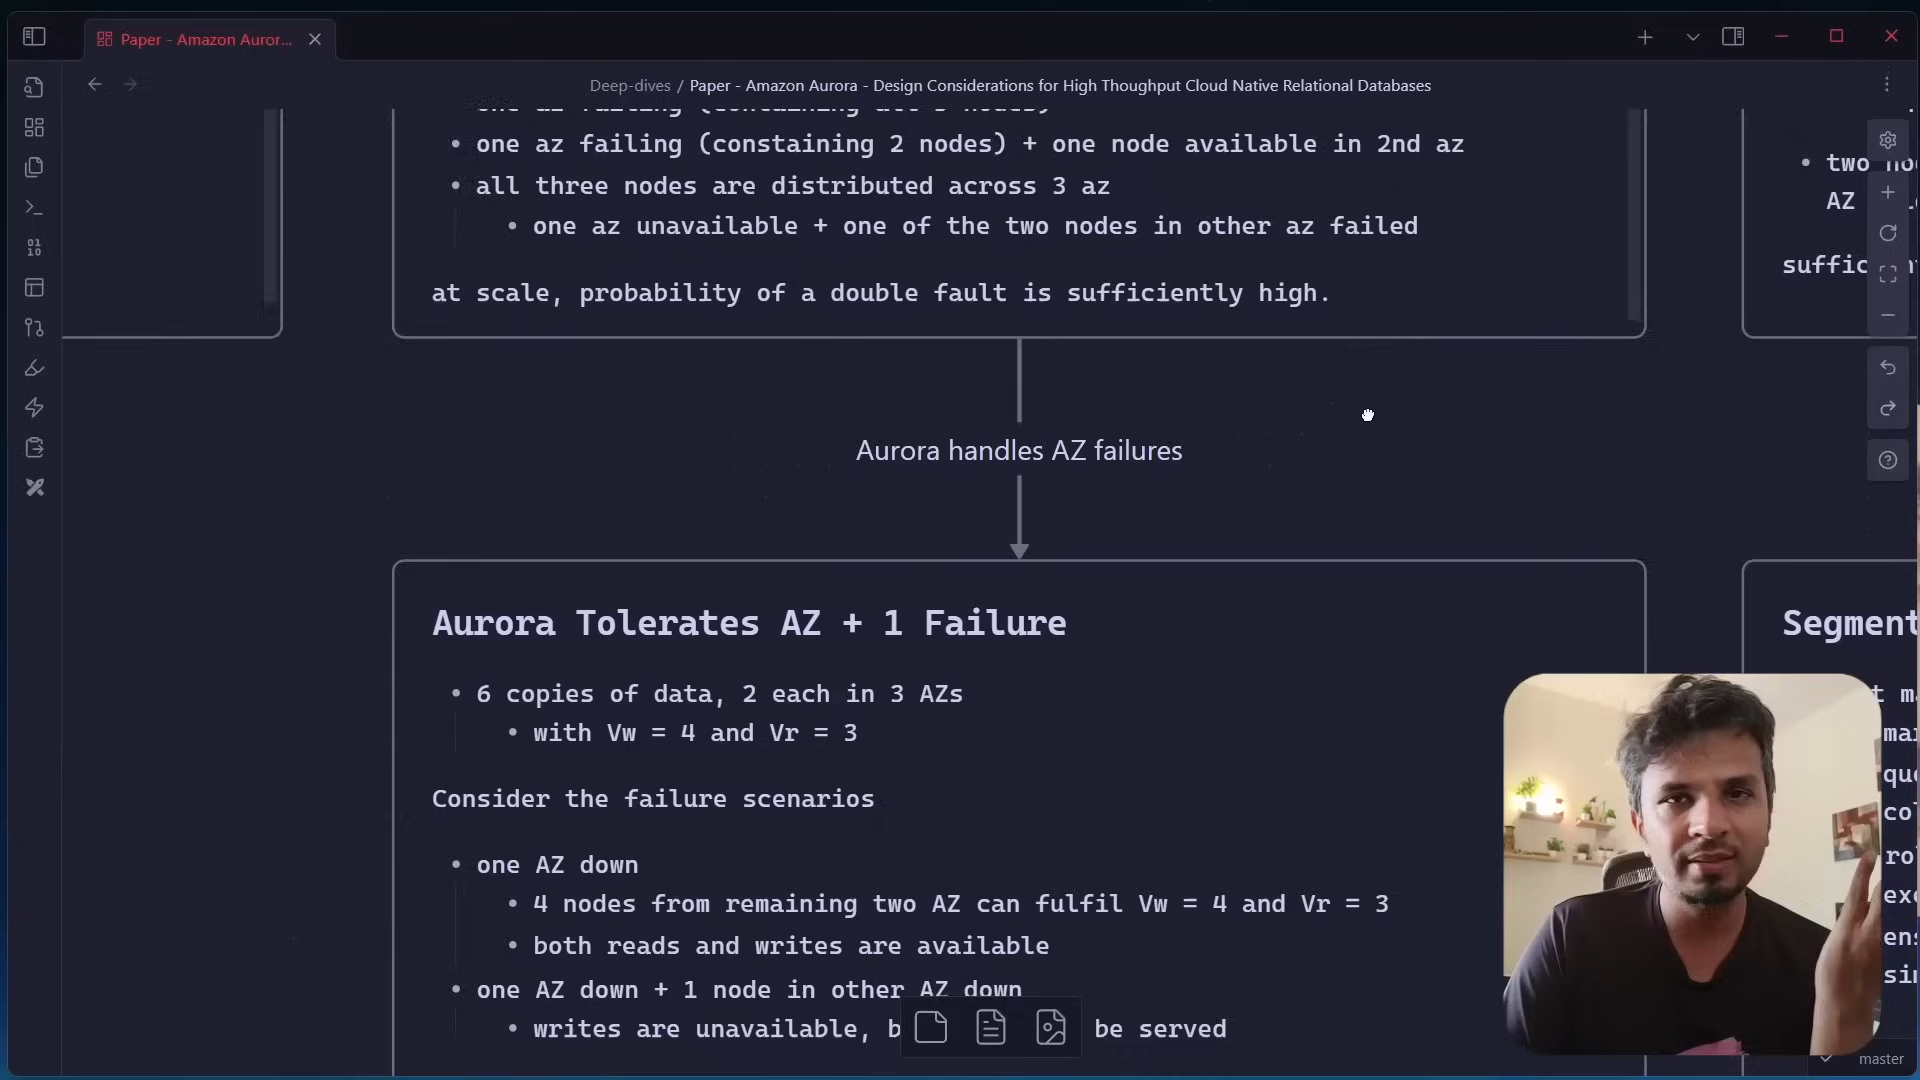 Paper - Amazon Auror...
Deep-dives / Paper - Amazon Aurora - Design Considerations for High Thoughput Cloud Native Relational Databases
• one az failing (constaining 2 nodes) + one node available in 2nd az
• all three nodes are distributed across 3 az
• one az unavailable + one of the two nodes in other az failed
at scale, probability of a double fault is sufficiently high.
• two
AZ
Aurora handles AZ failures
Aurora Tolerates AZ + 1 Failure
• 6 copies of data, 2 each in 3 AZs
• with Vw = 4 and Vr = 3
Consider the failure scenarios
• one AZ down
• 4 nodes from remaining two AZ can fulfil Vw = 4 and Vr = 3
• both reads and writes are available
• one AZ down + 1 node in other AZ down
• writes are unavailable, b be served
Segment
master